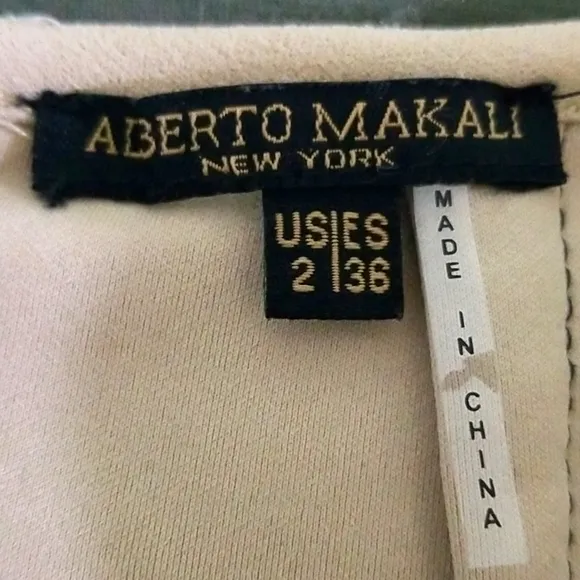 ABERTO MAKALI
NEW YORK
US|ES
2|36
MADE IN CHINA